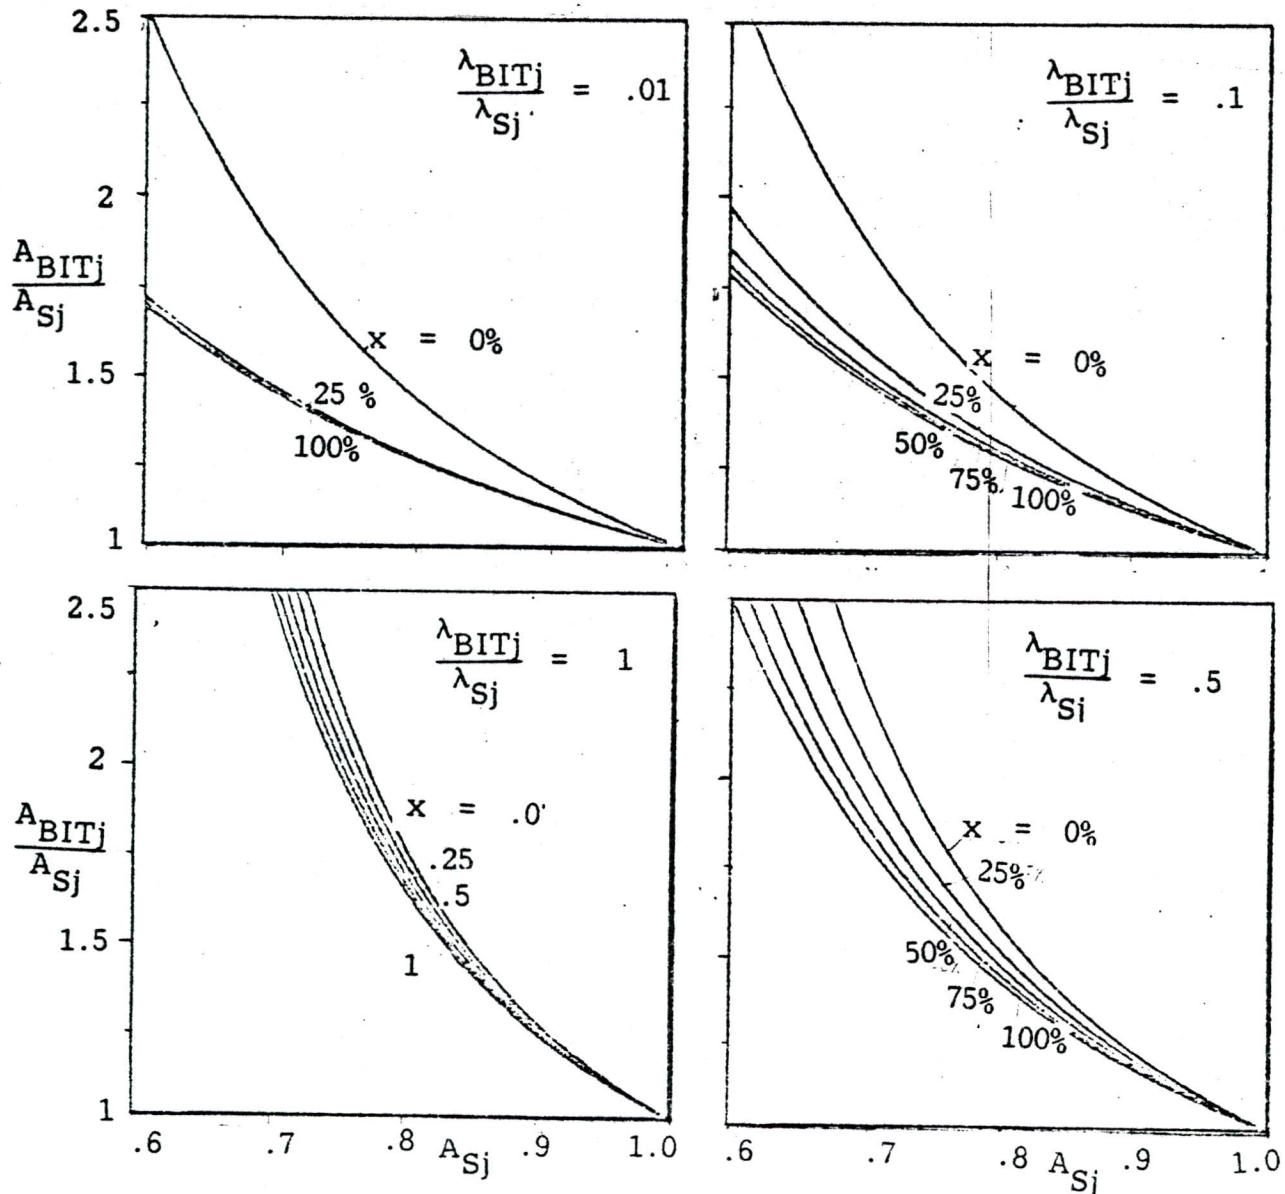 2.5
λBITj
λSj = .01
2
ABITj
ASj
x = 0%
1.5
25 %
100%
1
λBITj
λSj = .1
x = 0%
25%
50%
75%
100%
2.5
λBITj
λSj = 1
2
x = .0
ABITj
ASj
.25
.5
1.5
1
1
.6 .7 .8 ASj .9 1.0
λBITj
λSj = .5
x = 0%
25%
50%
75%
100%
.6 .7 .8 ASj .9 1.0